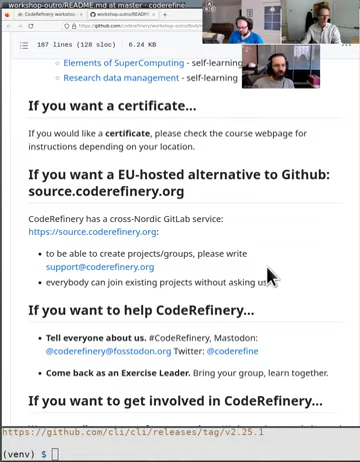 workshop-outro/README.md at master · coderefine
CodeRefinery workshop
https://github.com/coderefinery/workshop-outro/blob/
187 lines (128 sloc) 6.24 KB
Elements of SuperComputing - self-learning
Research data management - self-learning
If you want a certificate...
If you would like a certificate, please check the course webpage for
instructions depending on your location.
If you want a EU-hosted alternative to Github:
source.coderefinery.org
CodeRefinery has a cross-Nordic GitLab service:
https://source.coderefinery.org:
to be able to create projects/groups, please write
support@coderefinery.org
everybody can join existing projects without asking us
If you want to help CodeRefinery...
Tell everyone about us. #CodeRefinery, Mastodon:
@coderefinery@fosstodon.org Twitter: @coderefine
Come back as an Exercise Leader. Bring your group, learn together.
If you want to get involved in CodeRefinery...
https://github.com/cli/cli/releases/tag/v2.25.1
(venv) $